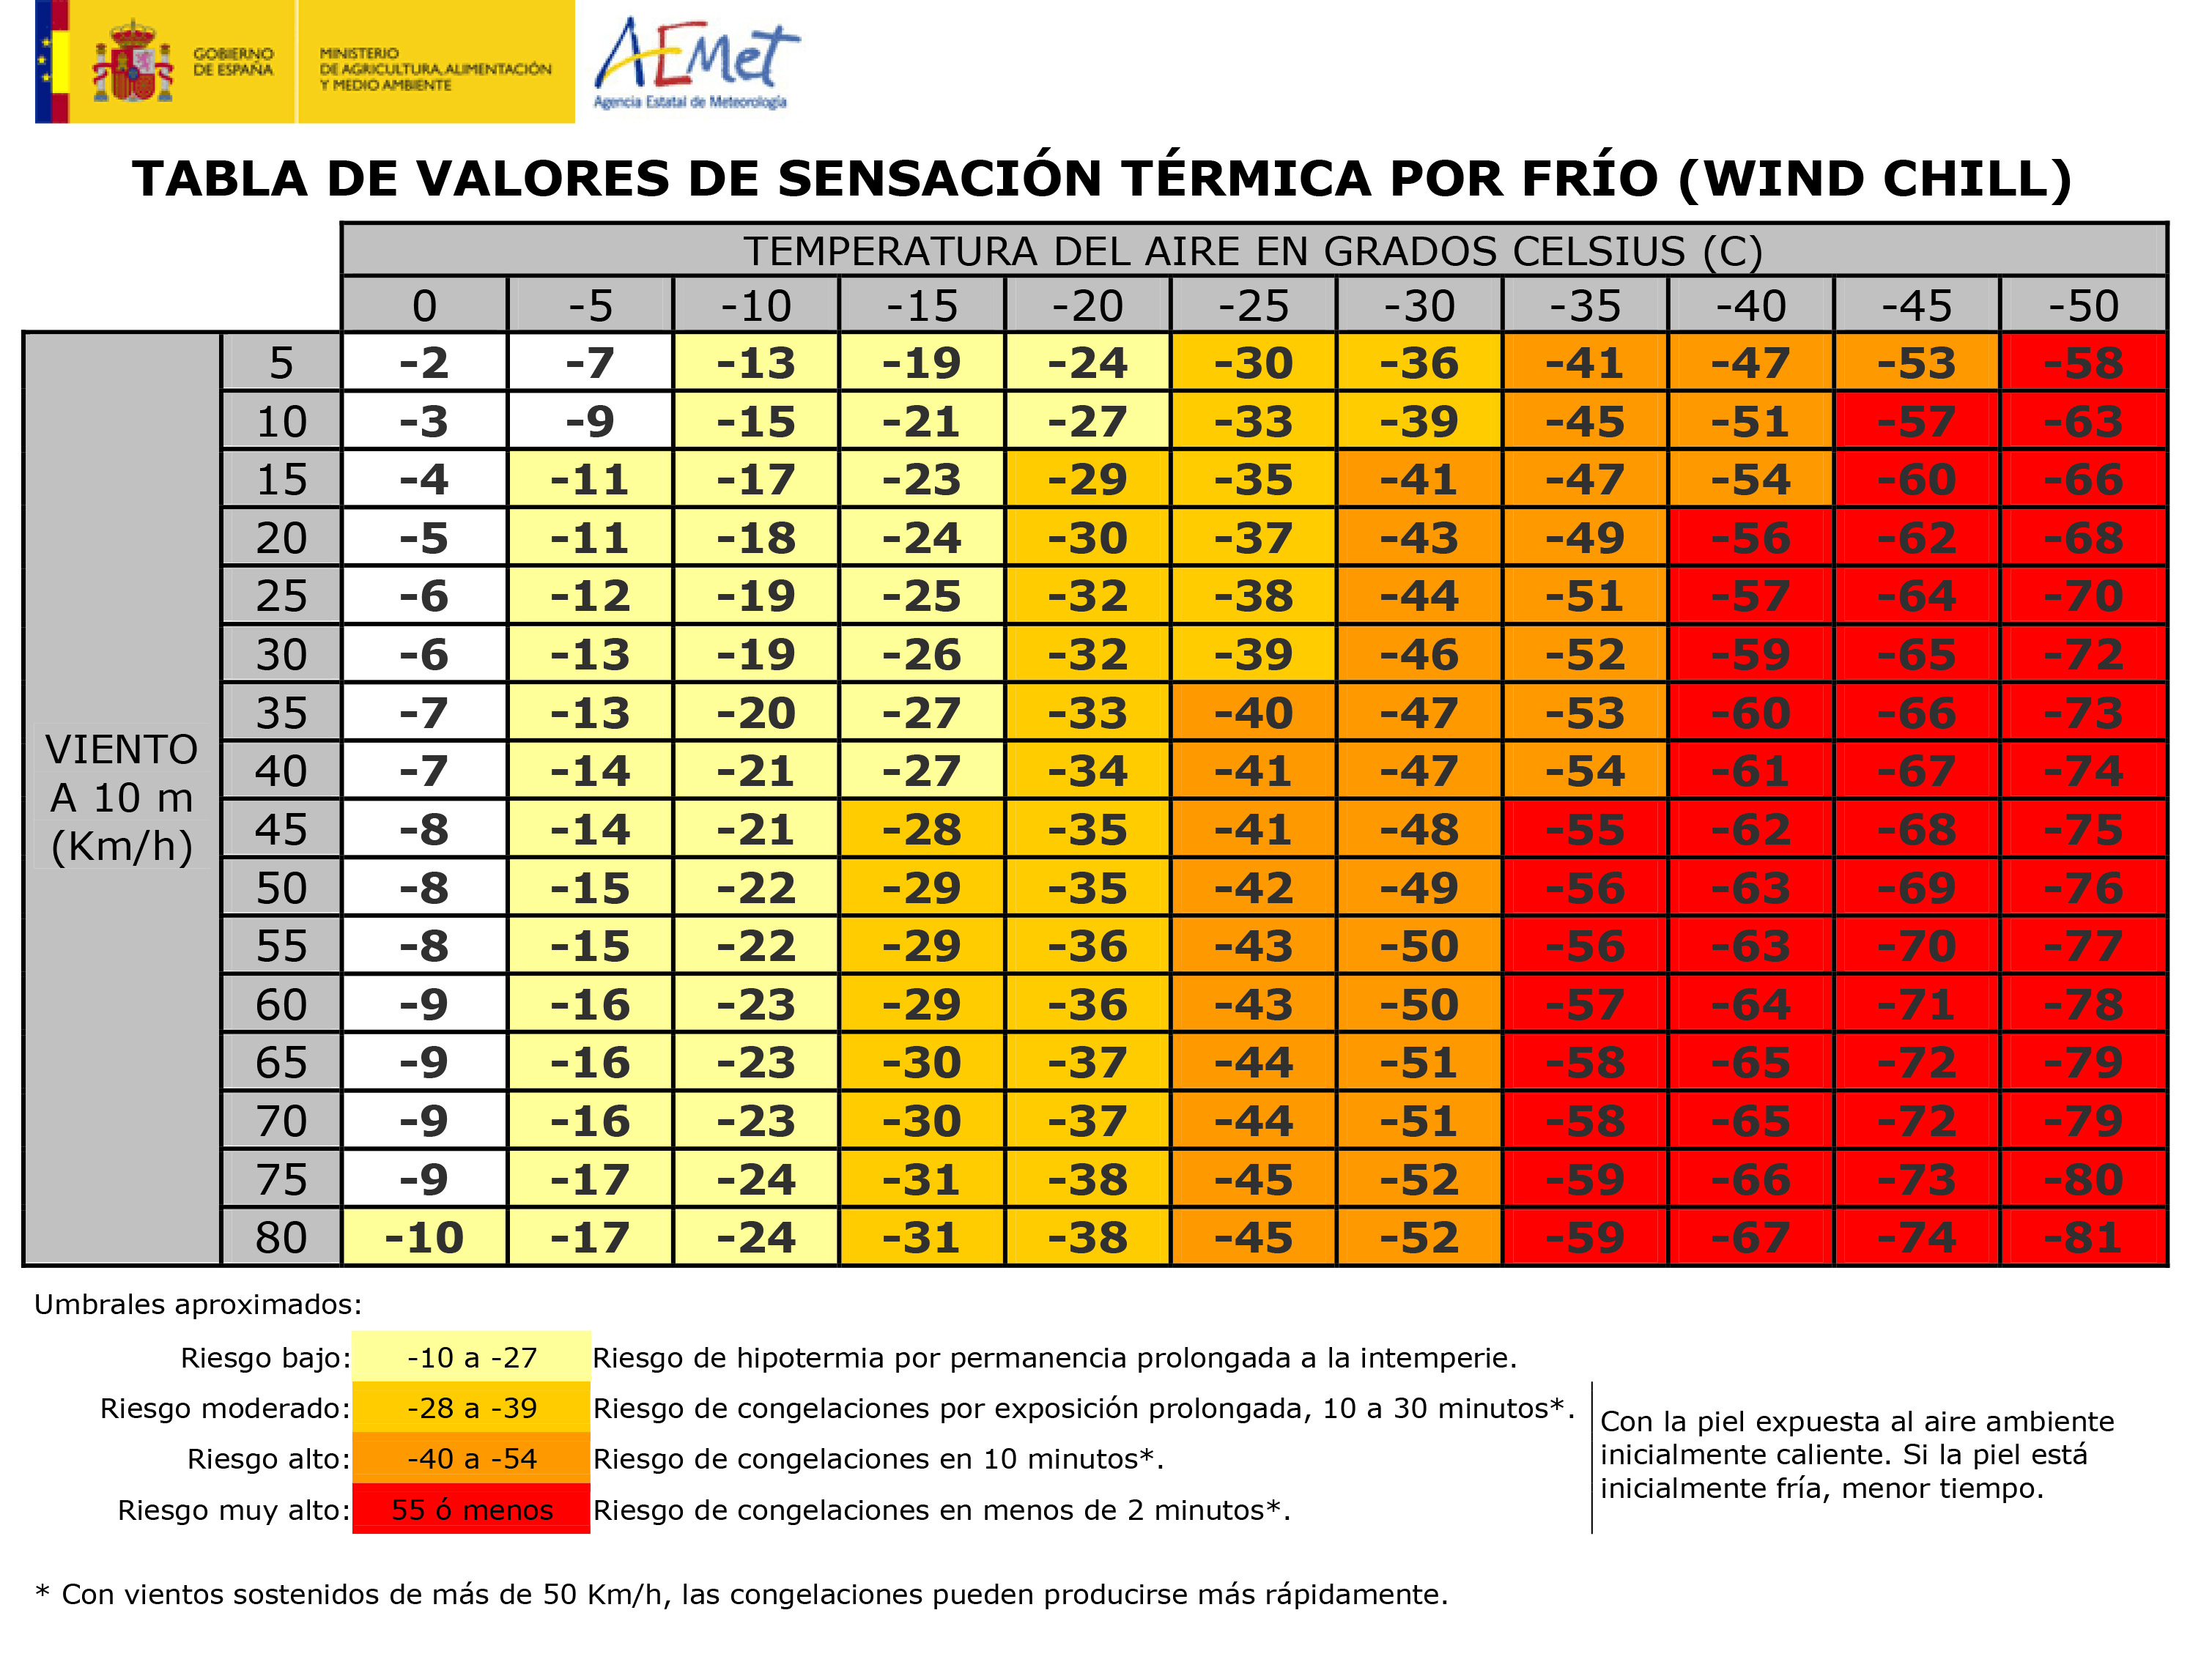 GOBIERNO
DE ESPAÑA
MINISTERIO
DE AGRICULTURA, ALIMENTACIÓN
Y MEDIO AMBIENTE
AEMet
Agencia Estatal de Meteorología
TABLA DE VALORES DE SENSACIÓN TÉRMICA POR FRÍO (WIND CHILL)
TEMPERATURA DEL AIRE EN GRADOS CELSIUS (C)
0 -5 -10 -15 -20 -25 -30 -35 -40 -45 -50
VIENTO
A 10 m
(Km/h)
5 -2 -7 -13 -19 -24 -30 -36 -41 -47 -53 -58
10 -3 -9 -15 -21 -27 -33 -39 -45 -51 -57 -63
15 -4 -11 -17 -23 -29 -35 -41 -47 -54 -60 -66
20 -5 -11 -18 -24 -30 -37 -43 -49 -56 -62 -68
25 -6 -12 -19 -25 -32 -38 -44 -51 -57 -64 -70
30 -6 -13 -19 -26 -32 -39 -46 -52 -59 -65 -72
35 -7 -13 -20 -27 -33 -40 -47 -53 -60 -66 -73
40 -7 -14 -21 -27 -34 -41 -47 -54 -61 -67 -74
45 -8 -14 -21 -28 -35 -41 -48 -55 -62 -68 -75
50 -8 -15 -22 -29 -35 -42 -49 -56 -63 -69 -76
55 -8 -15 -22 -29 -36 -43 -50 -56 -63 -70 -77
60 -9 -16 -23 -29 -36 -43 -50 -57 -64 -71 -78
65 -9 -16 -23 -30 -37 -44 -51 -58 -65 -72 -79
70 -9 -16 -23 -30 -37 -44 -51 -58 -65 -72 -79
75 -9 -17 -24 -31 -38 -45 -52 -59 -66 -73 -80
80 -10 -17 -24 -31 -38 -45 -52 -59 -67 -74 -81
Umbrales aproximados:
Riesgo bajo: -10 a -27 Riesgo de hipotermia por permanencia prolongada a la intemperie.
Riesgo moderado: -28 a -39 Riesgo de congelaciones por exposición prolongada, 10 a 30 minutos*.
Riesgo alto: -40 a -54 Riesgo de congelaciones en 10 minutos*.
Riesgo muy alto: 55 ó menos Riesgo de congelaciones en menos de 2 minutos*.
Con la piel expuesta al aire ambiente
inicialmente caliente. Si la piel está
inicialmente fría, menor tiempo.
* Con vientos sostenidos de más de 50 Km/h, las congelaciones pueden producirse más rápidamente.